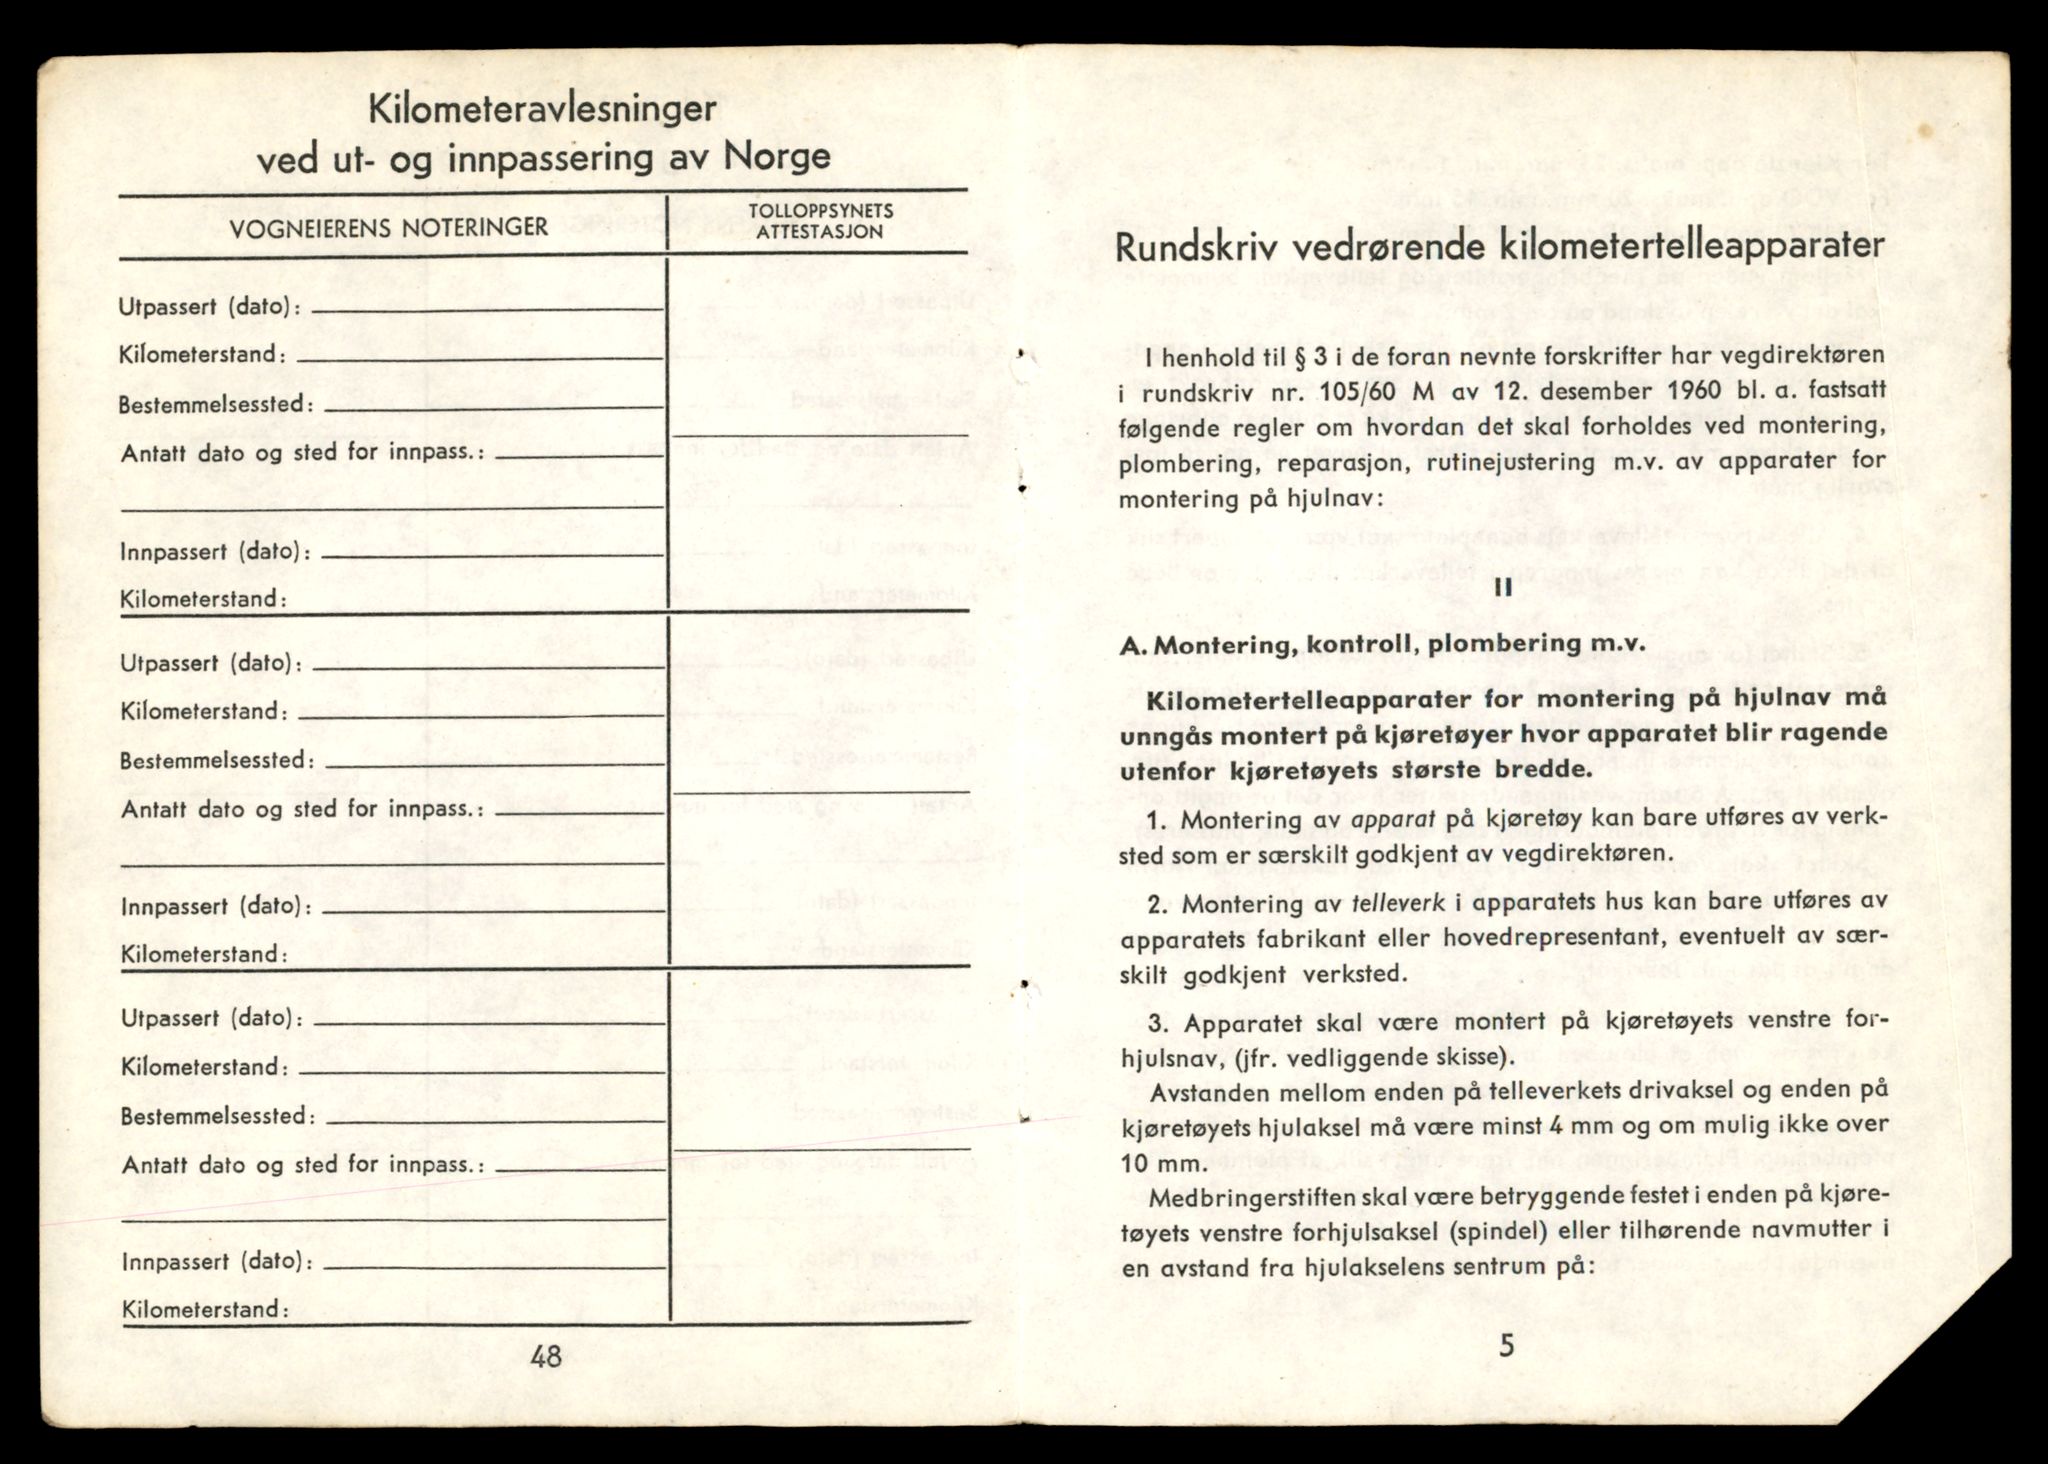 Kilometeravlesninger
ved ut- og innpassering av Norge
VOGNEIERENS NOTERINGER
TOLLOPPSYNETS
ATTESTASJON
Utpassert (dato):
Kilometerstand:
Bestemmelsessted:
Antatt dato og sted for innpass.:
Innpassert (dato):
Kilometerstand:
Utpassert (dato):
Kilometerstand:
Bestemmelsessted:
Antatt dato og sted for innpass.:
Innpassert (dato):
Kilometerstand:
Utpassert (dato):
Kilometerstand:
Bestemmelsessted:
Antatt dato og sted for innpass.:
Innpassert (dato):
Kilometerstand:
48
Rundskriv vedrørende kilometertelleapparater
I henhold til § 3 i de foran nevnte forskrifter har vegdirektøren
i rundskriv nr. 105/60 M av 12. desember 1960 bl. a. fastsatt
følgende regler om hvordan det skal forholdes ved montering,
plombering, reparasjon, rutinejustering m.v. av apparater for
montering på hjulnav:
II
A. Montering, kontroll, plombering m.v.
Kilometertelleapparater for montering på hjulnav må
unngås montert på kjøretøyer hvor apparatet blir ragende
utenfor kjøretøyets største bredde.
1. Montering av apparat på kjøretøy kan bare utføres av verk-
sted som er særskilt godkjent av vegdirektøren.
2. Montering av telleverk i apparatets hus kan bare utføres av
apparatets fabrikant eller hovedrepresentant, eventuelt av sær-
skilt godkjent verksted.
3. Apparatet skal være montert på kjøretøyets venstre for-
hjulsnav, (jfr. vedliggende skisse).
Avstanden mellom enden på telleverkets drivaksel og enden på
kjøretøyets hjulaksel må være minst 4 mm og om mulig ikke over
10 mm.
Medbringerstiften skal være betryggende festet i enden på kjøre-
tøyets venstre forhjulsaksel (spindel) eller tilhørende navmutter i
en avstand fra hjulakselens sentrum på:
5